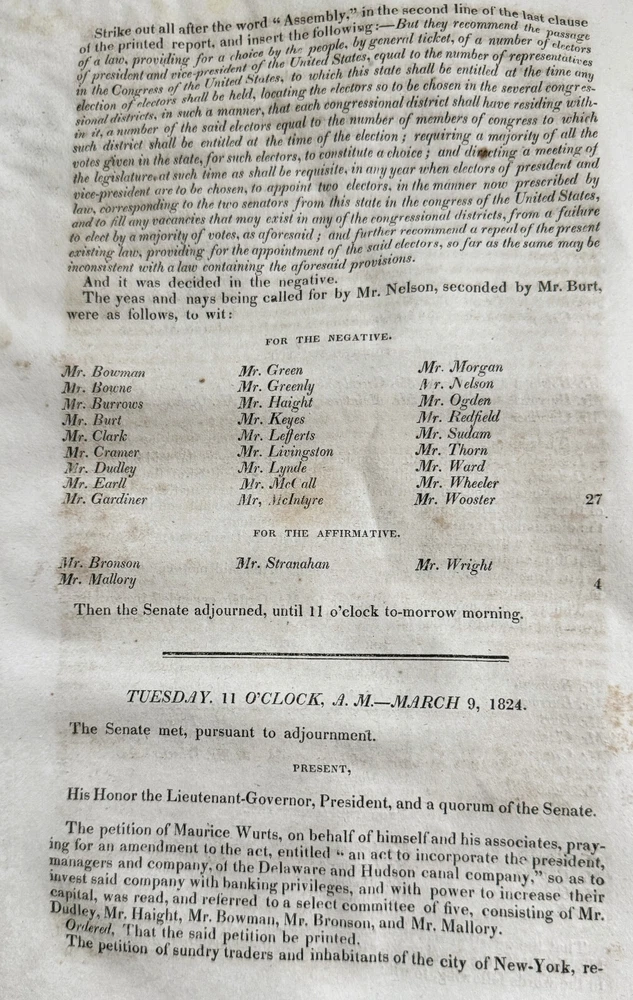 Strike out all after the word "Assembly," in the second line of the last clause
of the printed report, and insert the following:—But they recommend the passage
of a law, providing for a choice by the people, by general ticket, of a number of electors
of president and vice-president of the United States, equal to the number of representatives
in the Congress of the United States, to which this state shall be entitled at the time any
election of electors shall be held, locating the electors so to be chosen in the several congres-
sional districts, in such a manner, that each congressional district shall have residing with-
in it, a number of the said electors equal to the number of members of congress to which
such district shall be entitled at the time of the election; requiring a majority of all the
votes given in the state, for such electors, to constitute a choice; and directing a meeting of
the legislature, at such time as shall be requisite, in any year when electors of president and
vice-president are to be chosen, to appoint two electors, in the manner now prescribed by
law, corresponding to the two senators from this state in the congress of the United States,
and to fill any vacancies that may exist in any of the congressional districts, from a failure
to elect by a majority of votes, as aforesaid; and further recommend a repeal of the present
existing law, providing for the appointment of the said electors, so far as the same may be
inconsistent with a law containing the aforesaid provisions.
And it was decided in the negative.
The yeas and nays being called for by Mr. Nelson, seconded by Mr. Burt,
were as follows, to wit:
FOR THE NEGATIVE.
Mr. Bowman Mr. Green Mr. Morgan
Mr. Bowne Mr. Greenly Mr. Nelson
Mr. Burrows Mr. Haight Mr. Ogden
Mr. Burt Mr. Keyes Mr. Redfield
Mr. Clark Mr. Lefferts Mr. Sudam
Mr. Cramer Mr. Livingston Mr. Thorn
Mr. Dudley Mr. Lynde Mr. Ward
Mr. Earll Mr. McCall Mr. Wheeler
Mr. Gardiner Mr, McIntyre Mr. Wooster 27
FOR THE AFFIRMATIVE.
Mr. Bronson Mr. Stranahan Mr. Wright
Mr. Mallory 4
Then the Senate adjourned, until 11 o'clock to-morrow morning.
TUESDAY. 11 O'CLOCK, A. M.—MARCH 9, 1824.
The Senate met, pursuant to adjournment.
PRESENT,
His Honor the Lieutenant-Governor, President, and a quorum of the Senate.
The petition of Maurice Wurts, on behalf of himself and his associates, pray-
ing for an amendment to the act, entitled "an act to incorporate the president,
managers and company, of the Delaware and Hudson canal company," so as to
invest said company with banking privileges, and with power to increase their
capital, was read, and referred to a select committee of five, consisting of Mr.
Dudley, Mr. Haight, Mr. Bowman, Mr. Bronson, and Mr. Mallory.
Ordered, That the said petition be printed.
The petition of sundry traders and inhabitants of the city of New-York, re-